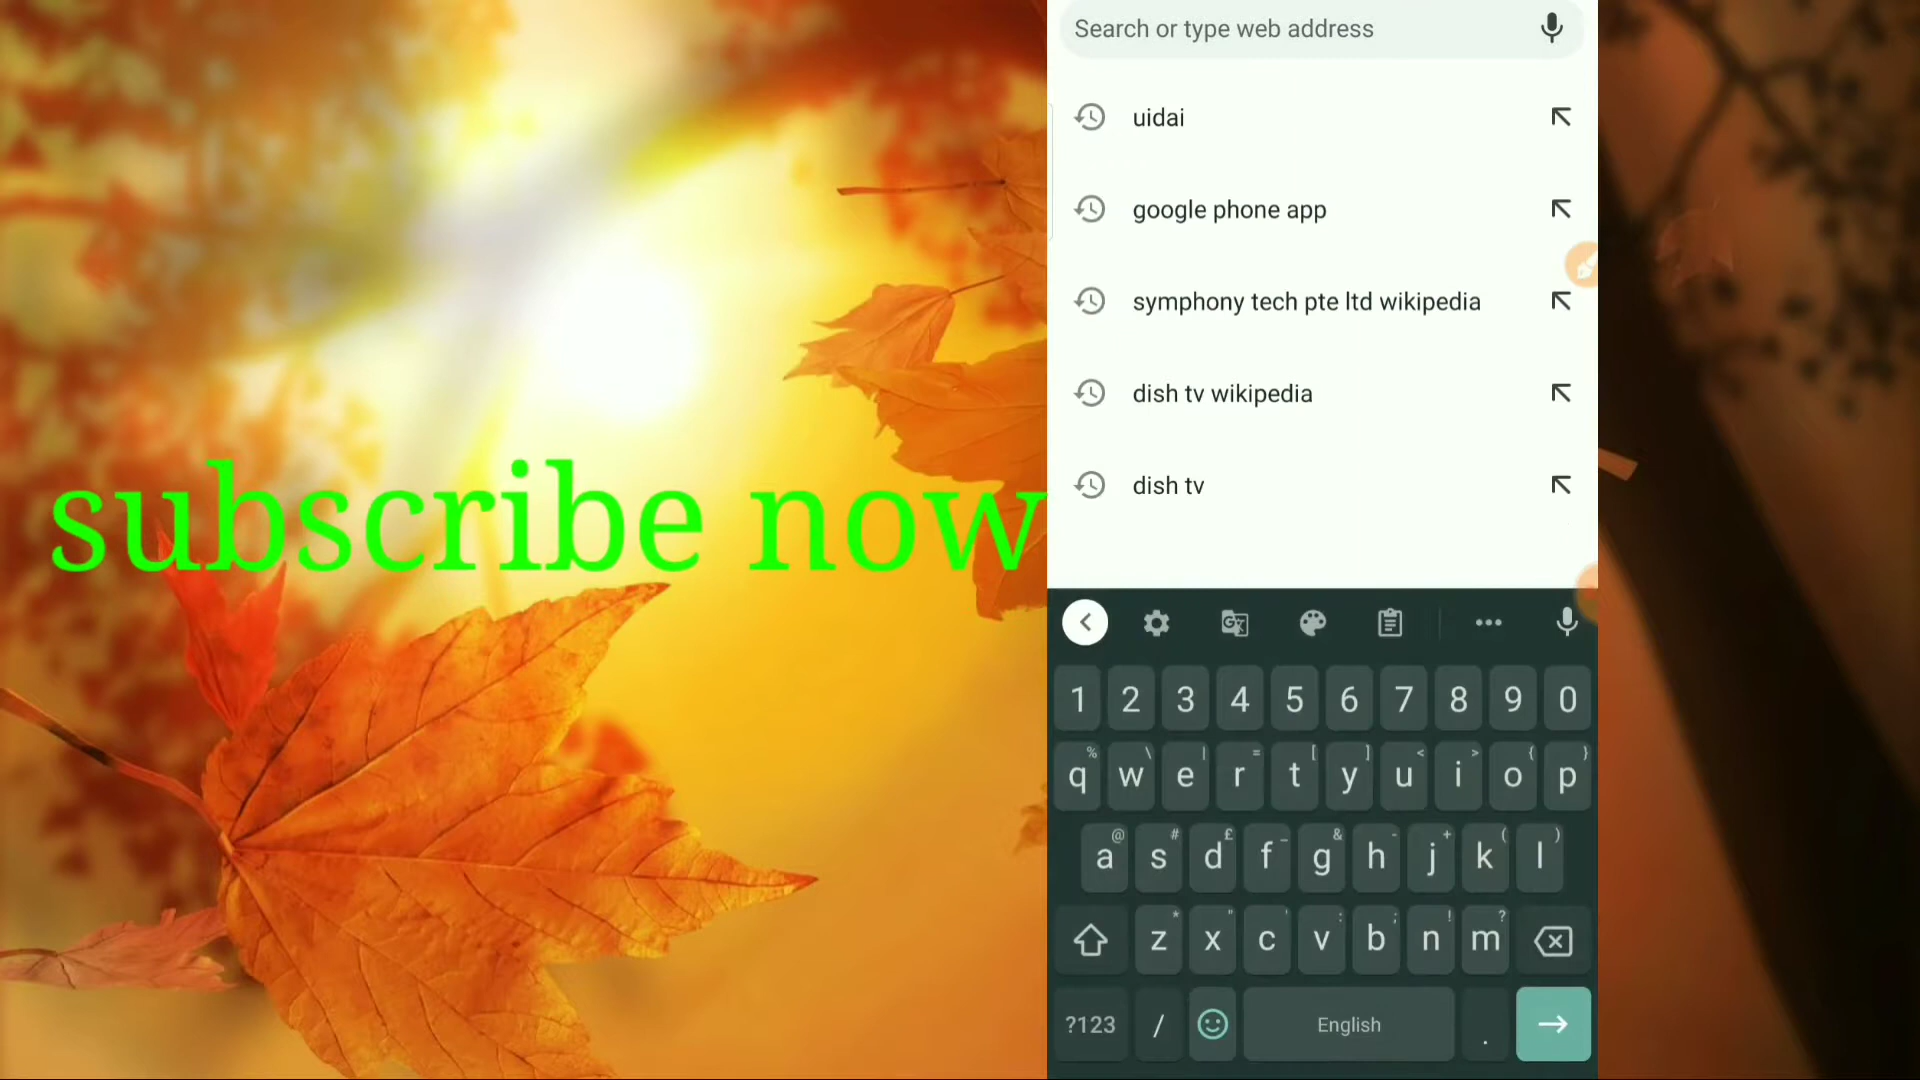 subscribe now
Search or type web address
uidai
google phone app
symphony tech pte ltd wikipedia
dish tv wikipedia
dish tv
1 2 3 4 5 6 7 8 9 0
% \ | = [ ] < > { }
q w e r t y u i o p
@ # £ _ & - + ( )
a s d f g h j k l
* " ' : ; ! ?
z x c v b n m
?123 / English .